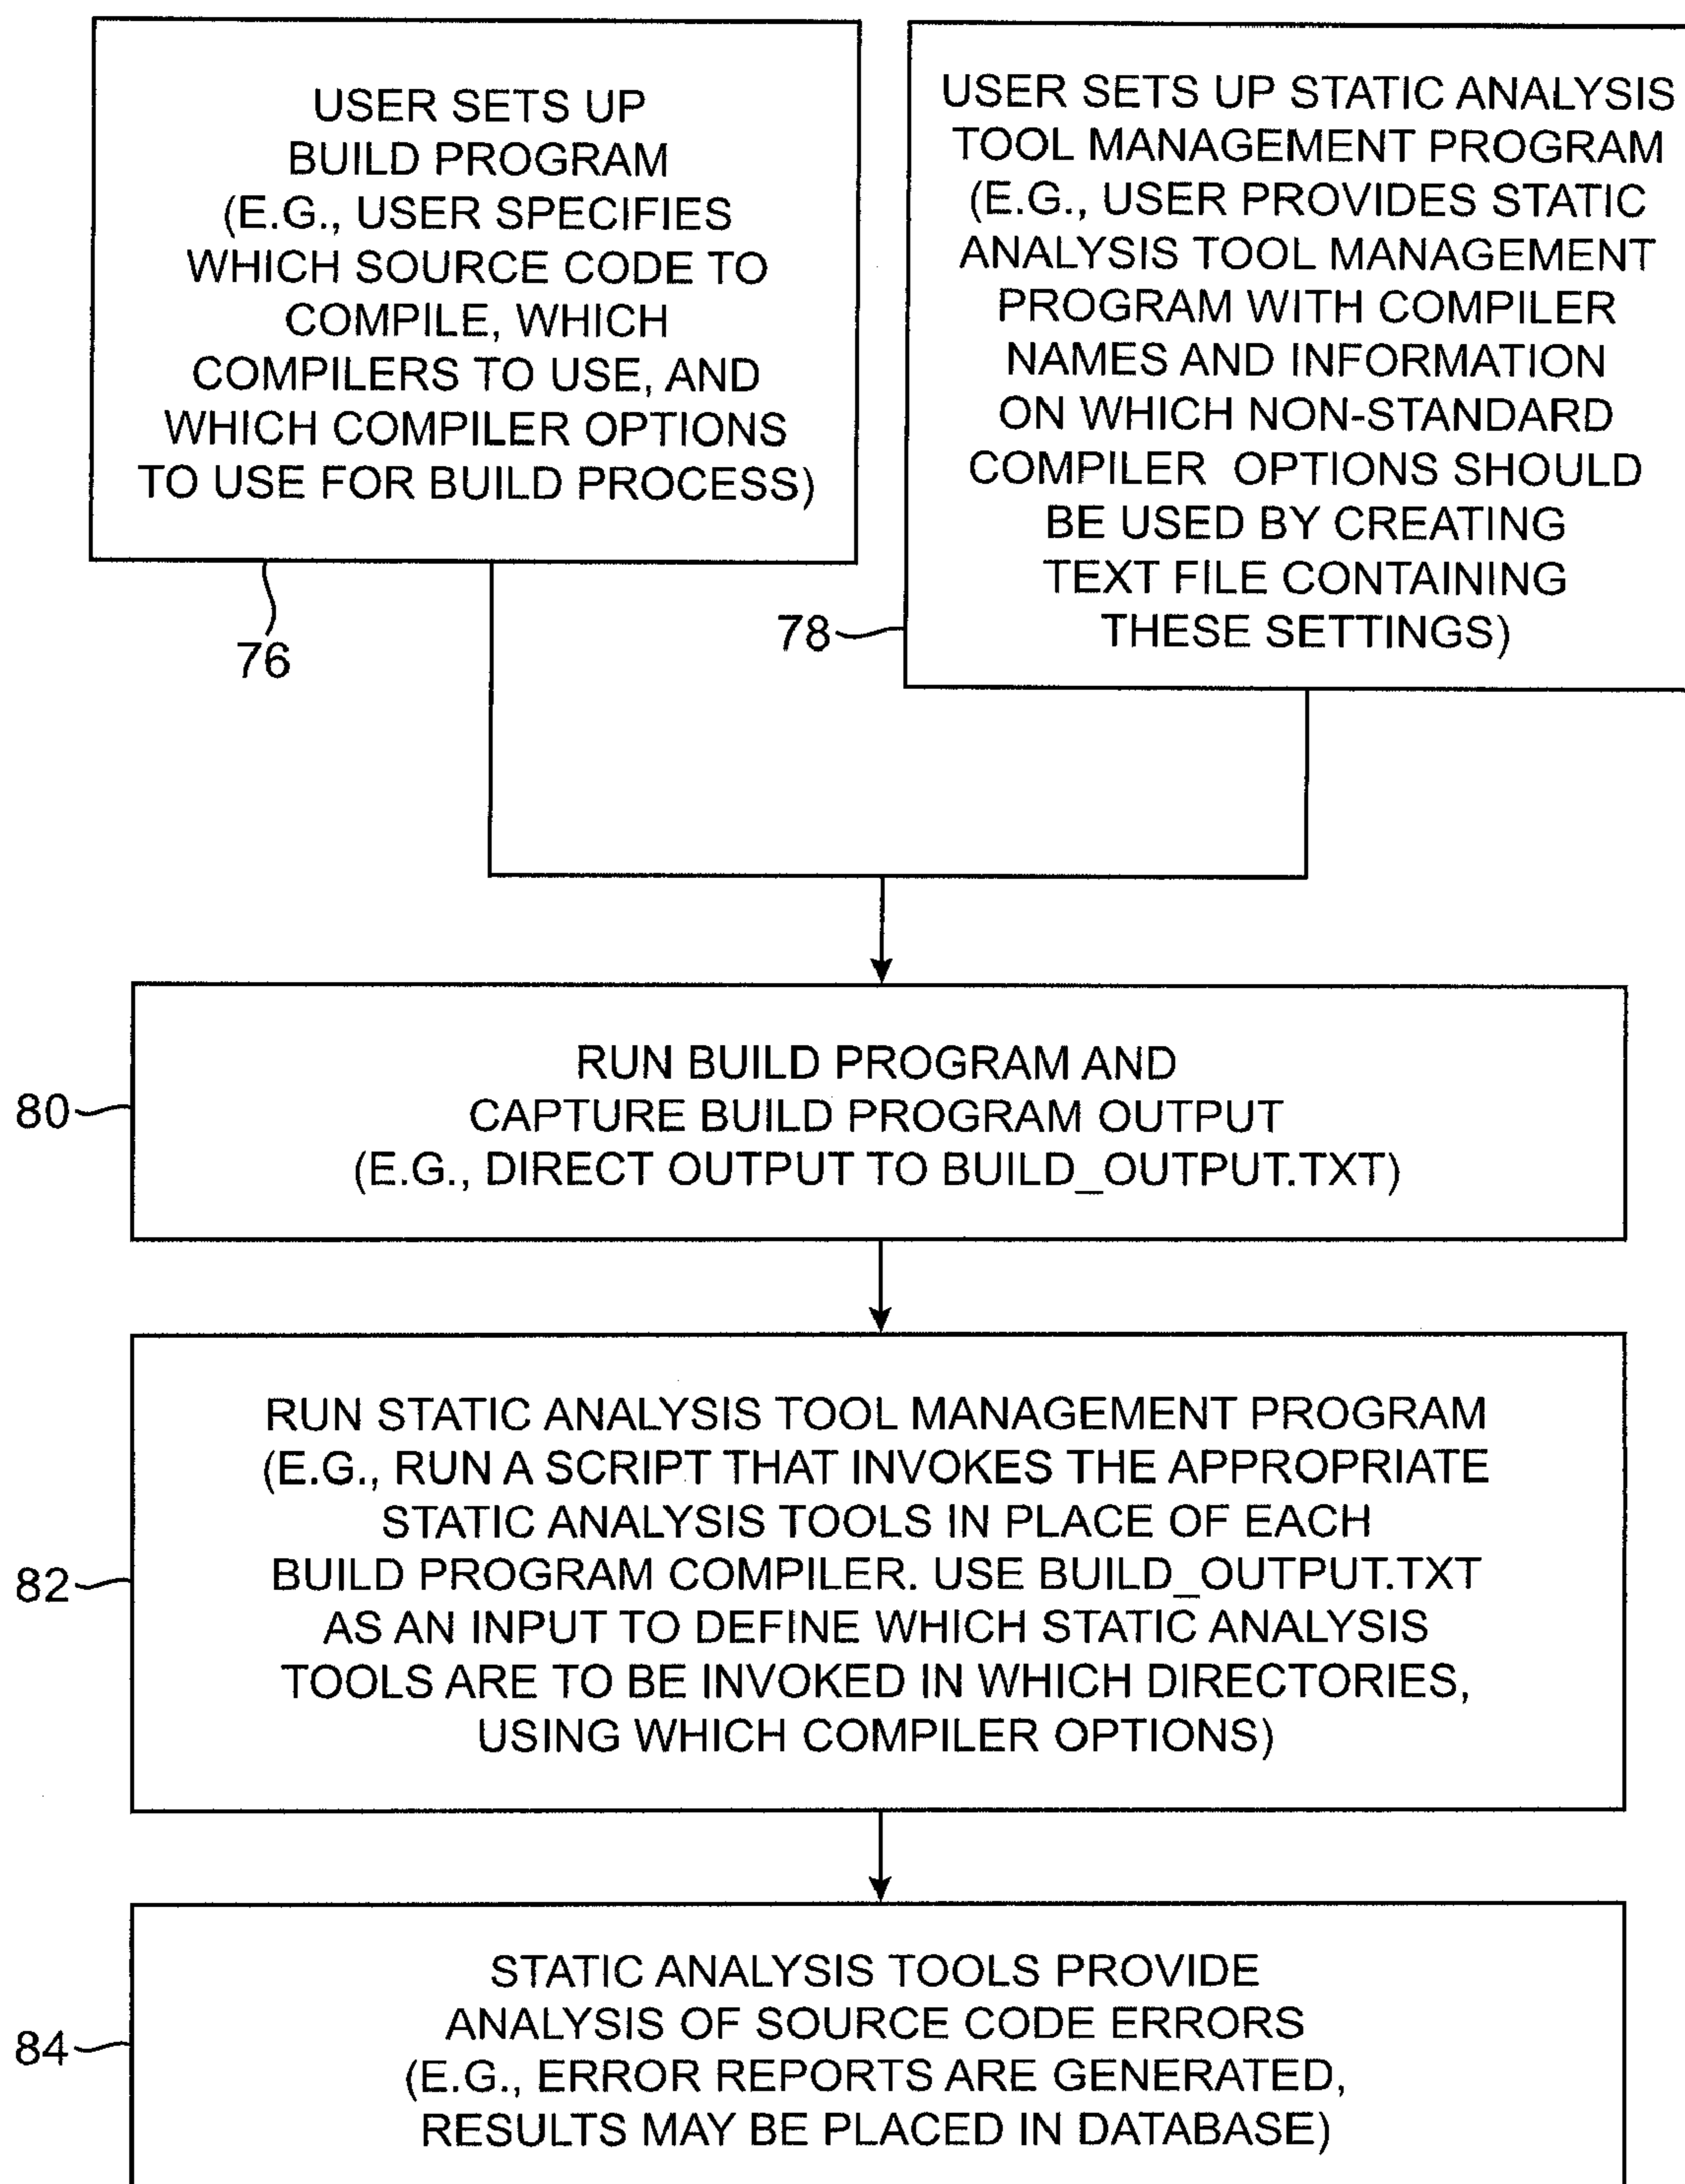 USER SETS UP
BUILD PROGRAM
(E.G., USER SPECIFIES
WHICH SOURCE CODE TO
COMPILE, WHICH
COMPILERS TO USE, AND
WHICH COMPILER OPTIONS
TO USE FOR BUILD PROCESS)
76
USER SETS UP STATIC ANALYSIS
TOOL MANAGEMENT PROGRAM
(E.G., USER PROVIDES STATIC
ANALYSIS TOOL MANAGEMENT
PROGRAM WITH COMPILER
NAMES AND INFORMATION
ON WHICH NON-STANDARD
COMPILER OPTIONS SHOULD
BE USED BY CREATING
TEXT FILE CONTAINING
THESE SETTINGS)
78
RUN BUILD PROGRAM AND
CAPTURE BUILD PROGRAM OUTPUT
(E.G., DIRECT OUTPUT TO BUILD_OUTPUT.TXT)
80
RUN STATIC ANALYSIS TOOL MANAGEMENT PROGRAM
(E.G., RUN A SCRIPT THAT INVOKES THE APPROPRIATE
STATIC ANALYSIS TOOLS IN PLACE OF EACH
BUILD PROGRAM COMPILER. USE BUILD_OUTPUT.TXT
AS AN INPUT TO DEFINE WHICH STATIC ANALYSIS
TOOLS ARE TO BE INVOKED IN WHICH DIRECTORIES,
USING WHICH COMPILER OPTIONS)
82
STATIC ANALYSIS TOOLS PROVIDE
ANALYSIS OF SOURCE CODE ERRORS
(E.G., ERROR REPORTS ARE GENERATED,
RESULTS MAY BE PLACED IN DATABASE)
84